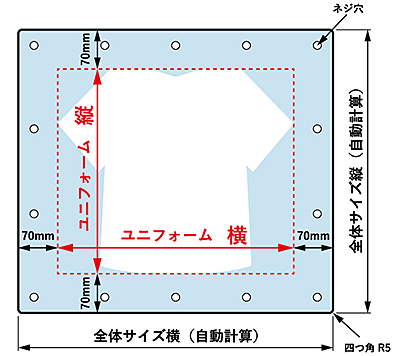 ネジ穴
70mm
ユニフォーム 縦
全体サイズ縦（自動計算）
70mm
ユニフォーム 横
70mm
70mm
全体サイズ横（自動計算）
四つ角 R5